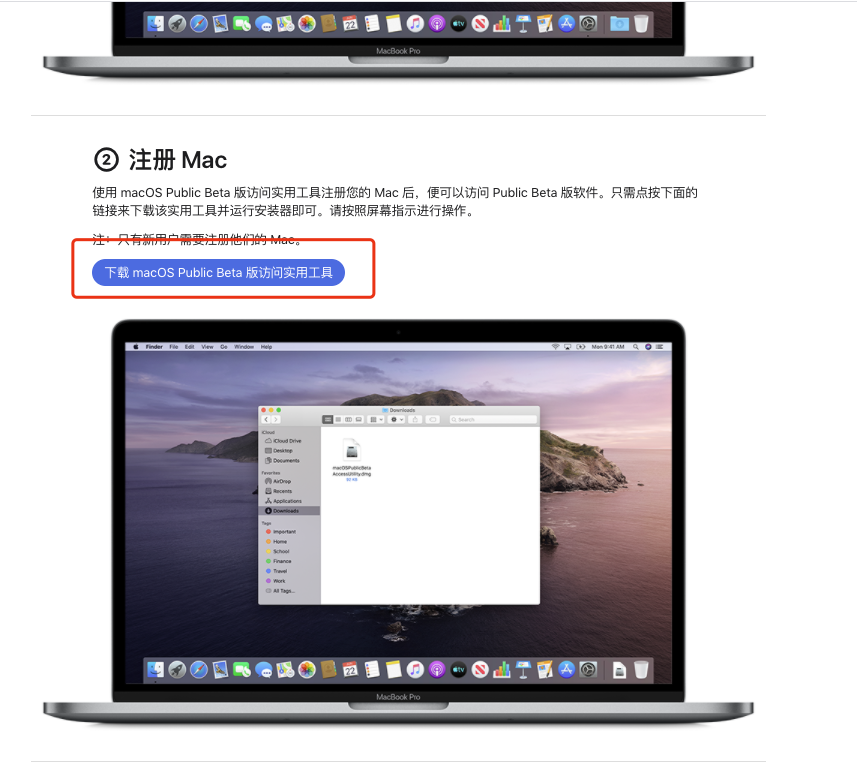 22
tv
MacBook Pro
② 注册 Mac
使用 macOS Public Beta 版访问实用工具注册您的 Mac 后，便可以访问 Public Beta 版软件。只需点按下面的
链接来下载该实用工具并运行安装器即可。请按照屏幕指示进行操作。
注：只有新用户需要注册他们的 Mac。
下载 macOS Public Beta 版访问实用工具
Finder File Edit View Go Window Help Mon 9:41 AM
Downloads
Search
iCloud
iCloud Drive
Desktop
Documents
Favorites
AirDrop
Recents
Applications
Downloads
Tags
Important
Home
School
Finance
Travel
Work
All Tags...
macOSPublicBeta
AccessUtility.dmg
22
tv
MacBook Pro